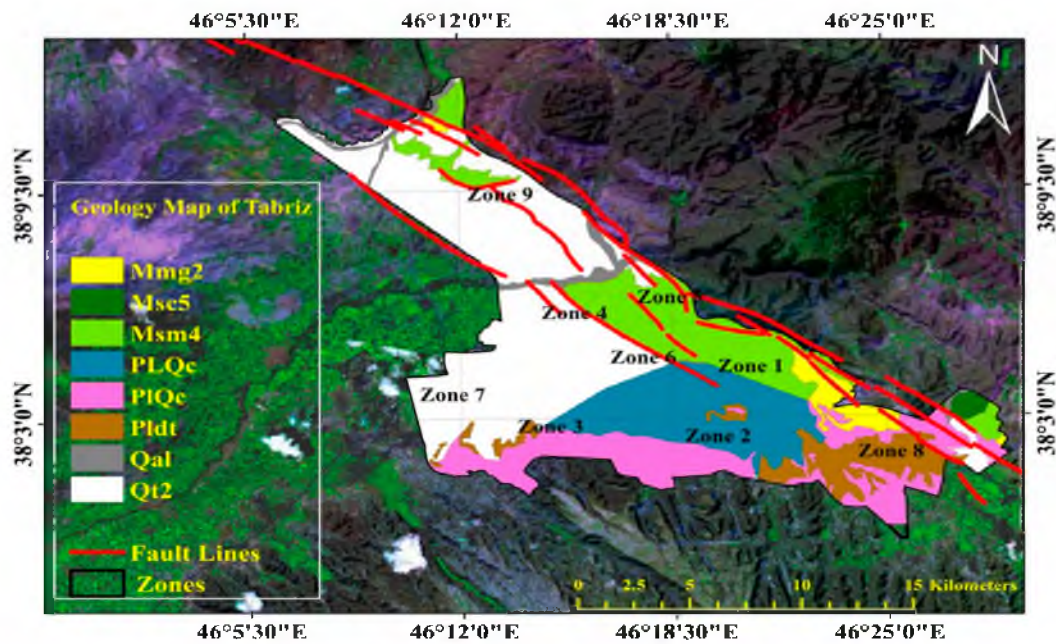 46°5'30"E 46°12'0"E 46°18'30"E 46°25'0"E
N
38°9'30"N
38°9'30"N
38°3'0"N
38°3'0"N
Geology Map of Tabriz
Mmg2
Msc5
Msm4
PLQc
PlQc
Pldt
Qal
Qt2
Fault Lines
Zones
Zone 9
Zone
Zone 4
Zone 6
Zone 1
Zone 7
Zone 3
Zone 2
Zone 8
0 2.5 5 10 15 Kilometers
46°5'30"E 46°12'0"E 46°18'30"E 46°25'0"E